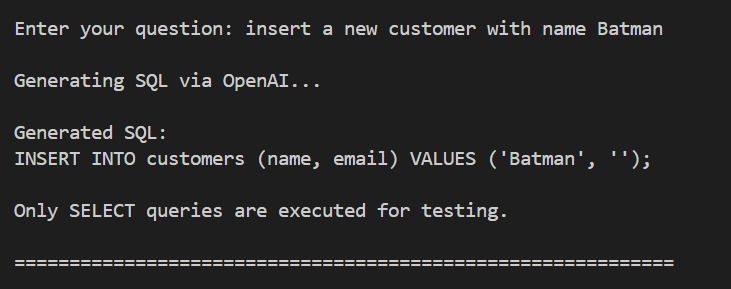 Enter your question: insert a new customer with name Batman
Generating SQL via OpenAI...
Generated SQL:
INSERT INTO customers (name, email) VALUES ('Batman', '');
Only SELECT queries are executed for testing.
============================================================